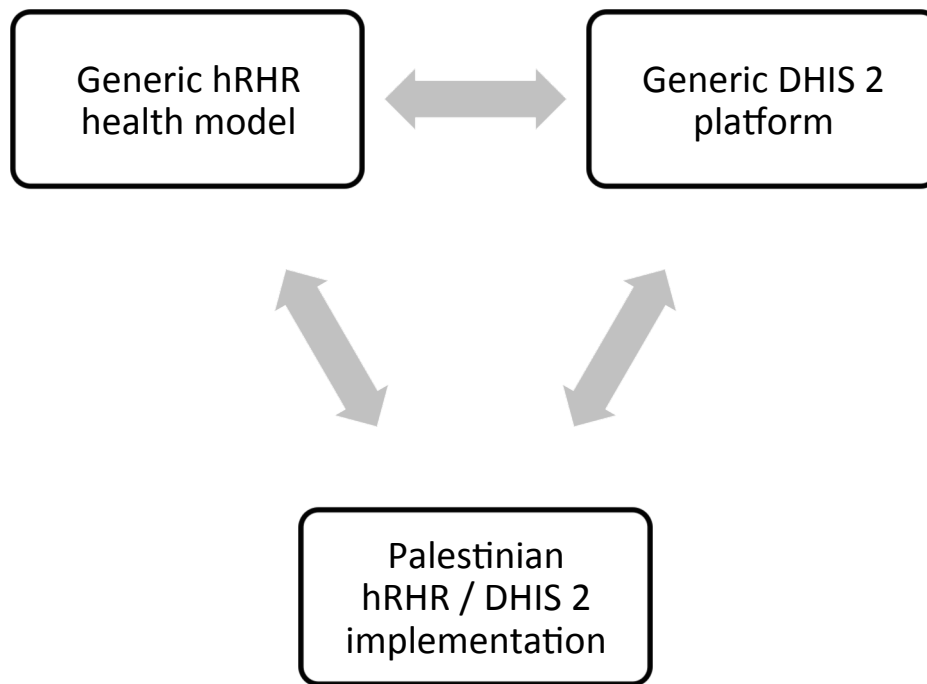 Generic hRHR
health model
Generic DHIS 2
platform
Palestinian
hRHR / DHIS 2
implementation